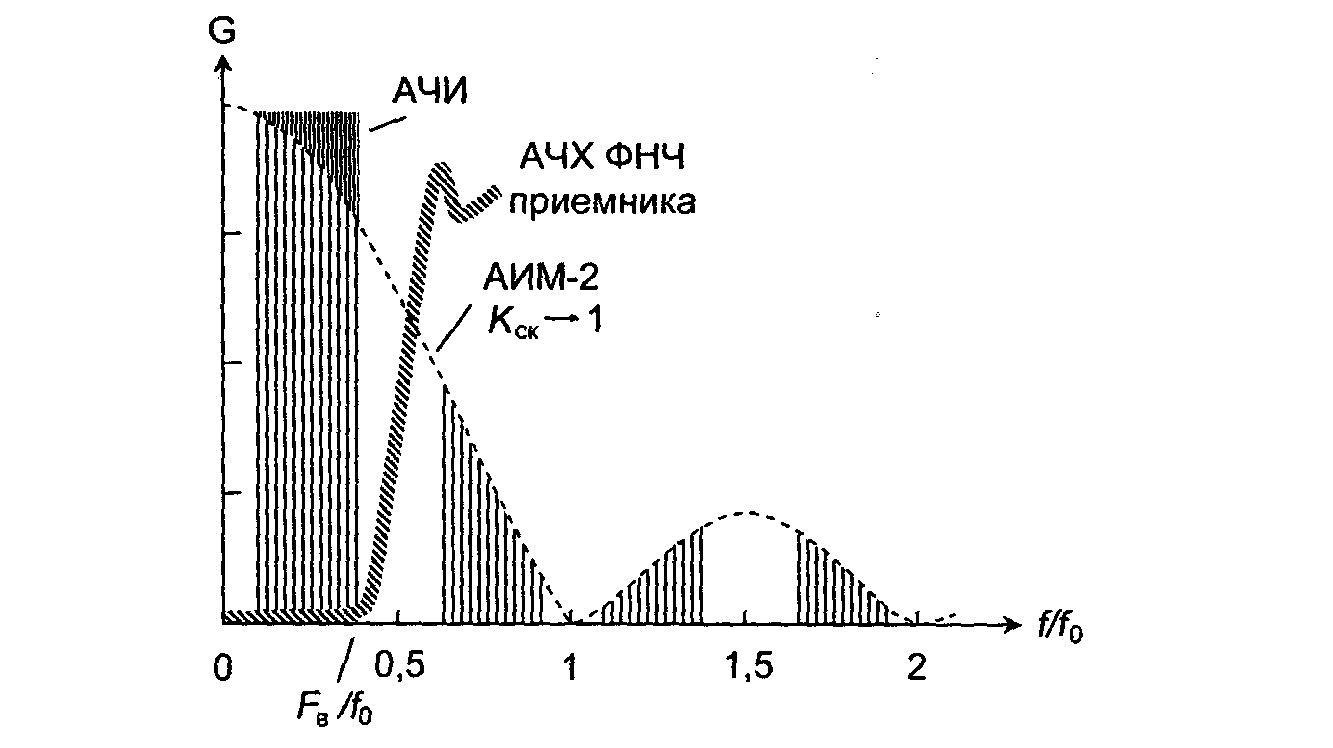 G
АЧИ
АЧХ ФНЧ
приемника
АИМ-2
Kск → 1
f/f0
0 0,5 1 1,5 2
Fв/f0